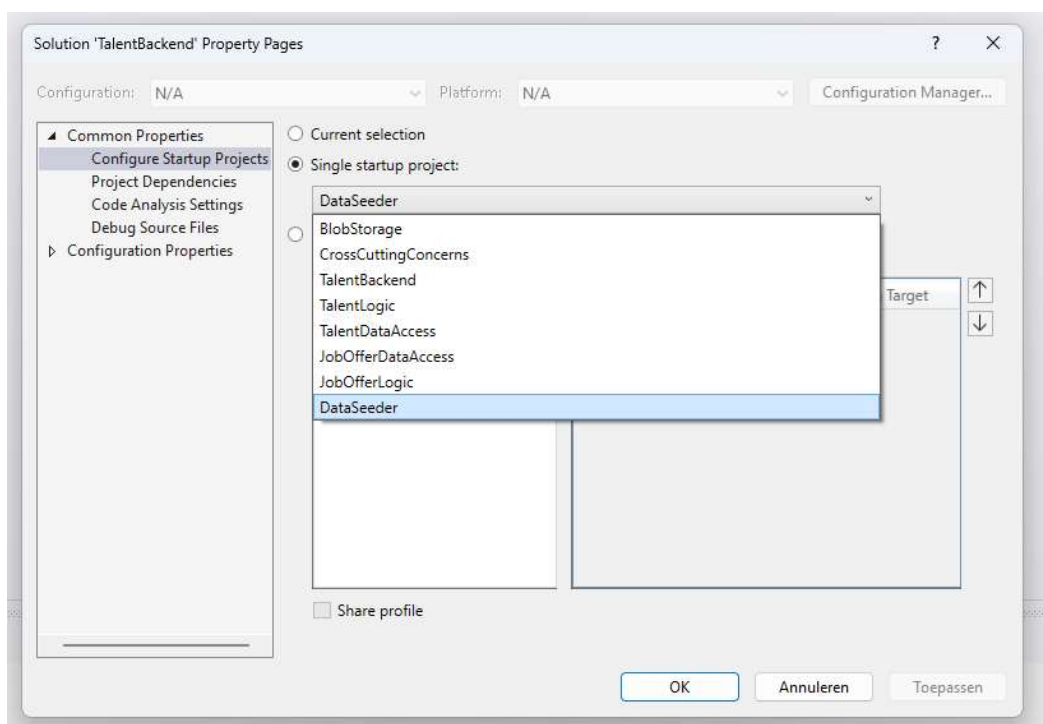 Solution 'TalentBackend' Property Pages
Configuration: N/A Platform: N/A Configuration Manager...
Common Properties
Configure Startup Projects
Project Dependencies
Code Analysis Settings
Debug Source Files
Configuration Properties
Current selection
Single startup project:
DataSeeder
BlobStorage
CrossCuttingConcerns
TalentBackend
TalentLogic
TalentDataAccess
JobOfferDataAccess
JobOfferLogic
DataSeeder
Target
Share profile
OK Annuleren Toepassen